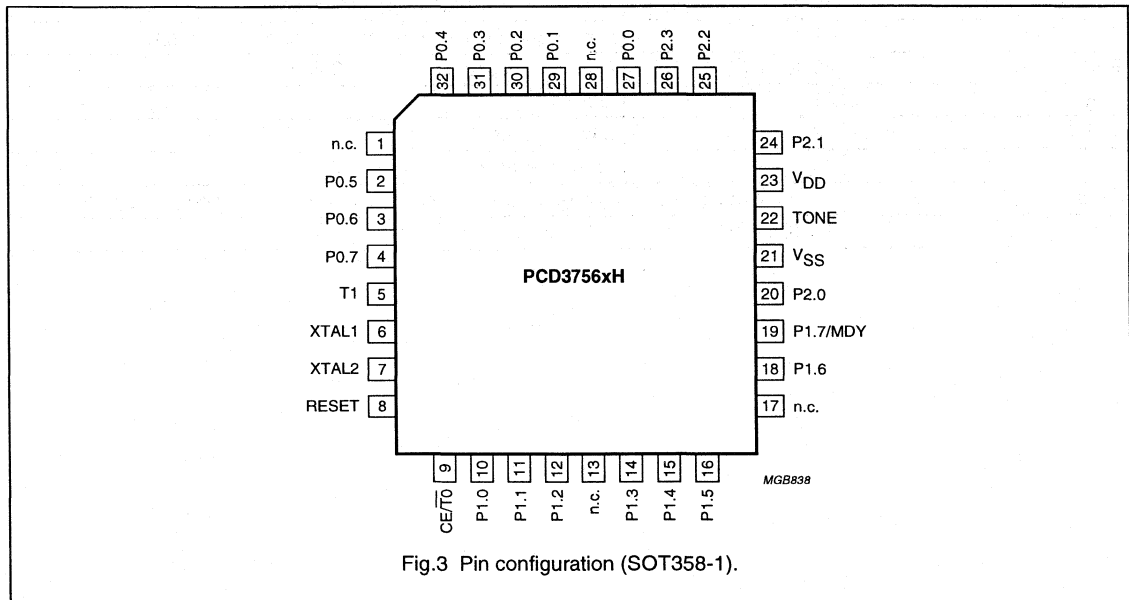 32 P0.4
31 P0.3
30 P0.2
29 P0.1
28 n.c.
27 P0.0
26 P2.3
25 P2.2
n.c. 1
P0.5 2
P0.6 3
P0.7 4
T1 5
XTAL1 6
XTAL2 7
RESET 8
PCD3756xH
24 P2.1
23 VDD
22 TONE
21 VSS
20 P2.0
19 P1.7/MDY
18 P1.6
17 n.c.
CE/T0 9
P1.0 10
P1.1 11
P1.2 12
n.c. 13
P1.3 14
P1.4 15
P1.5 16
MGB838
Fig.3 Pin configuration (SOT358-1).